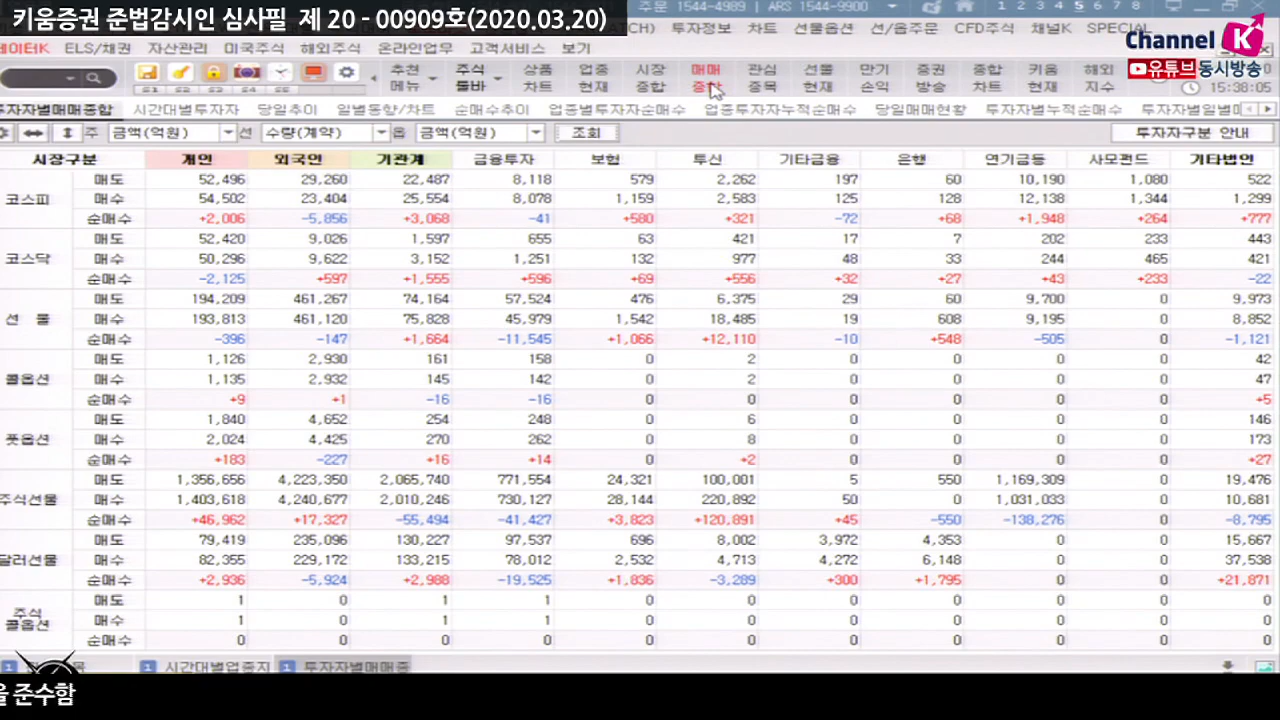 키움증권 준법감시인 심사필 제 20 - 00909호(2020.03.20)
주문 1544-4989 ARS 1544-9900
1 2 3 4 5 6 7 8
Channel K
투자정보 차트 선물옵션 선/옵주문 CFD주식 채널K SPECIAL
ELS/채권 자산관리 미국주식 해외주식 온라인업무 고객서비스 보기
유튜브동시방송
추천 메뉴 주식 툴바 상품 차트 업종 현재 시장 종합 매매 종합 관심 종목 선물 현재 만기 손익 증권 방송 종합 차트 키움 현재 해외 지수
15:38:05
투자자별매매종합 시간대별투자자 당일추이 일별동향/차트 순매수추이 업종별투자자순매수 업종투자자누적순매수 당일매매현황 투자자별누적순매수
주 금액(억원) 선 수량(계약) 옵 금액(억원) 조회 투자자구분 안내
시장구분 개인 외국인 기관계 금융투자 보험 투신 기타금융 은행 연기금등 사모펀드 기타법인
코스피
매도 52,496 29,260 22,487 8,118 579 2,262 197 60 10,190 1,080 522
매수 54,502 23,404 25,554 8,078 1,159 2,583 125 128 12,138 1,344 1,299
순매수 +2,006 -5,856 +3,068 -41 +580 +321 -72 +68 +1,948 +264 +777
코스닥
매도 52,420 9,026 1,597 655 63 421 17 7 202 233 443
매수 50,296 9,622 3,152 1,251 132 977 48 33 244 465 421
순매수 -2,125 +597 +1,555 +596 +69 +556 +32 +27 +43 +233 -22
선 물
매도 194,209 461,267 74,164 57,524 476 6,375 29 60 9,700 0 9,973
매수 193,813 461,120 75,828 45,979 1,542 18,485 19 608 9,195 0 8,852
순매수 -396 -147 +1,664 -11,545 +1,066 +12,110 -10 +548 -505 0 -1,121
콜옵션
매도 1,126 2,930 161 158 0 2 0 0 0 0 42
매수 1,135 2,932 145 142 0 2 0 0 0 0 47
순매수 +9 +1 -16 -16 0 0 0 0 0 0 +5
풋옵션
매도 1,840 4,652 254 248 0 6 0 0 0 0 146
매수 2,024 4,425 270 262 0 8 0 0 0 0 173
순매수 +183 -227 +16 +14 0 +2 0 0 0 0 +27
주식선물
매도 1,356,656 4,223,350 2,065,740 771,554 24,321 100,001 5 550 1,169,309 0 19,476
매수 1,403,618 4,240,677 2,010,246 730,127 28,144 220,892 50 0 1,031,033 0 10,681
순매수 +46,962 +17,327 -55,494 -41,427 +3,823 +120,891 +45 -550 -138,276 0 -8,795
달러선물
매도 79,419 235,096 130,227 97,537 696 8,002 3,972 4,353 0 0 15,667
매수 82,355 229,172 133,215 78,012 2,532 4,713 4,272 6,148 0 0 37,538
순매수 +2,936 -5,924 +2,988 -19,525 +1,836 -3,289 +300 +1,795 0 0 +21,871
주식
콜옵션
매도 1 0 1 1 0 0 0 0 0 0 0
매수 1 0 1 1 0 0 0 0 0 0 0
순매수 0 0 0 0 0 0 0 0 0 0 0
1 시간대별업종지 1 투자자별매매종
을 준수함